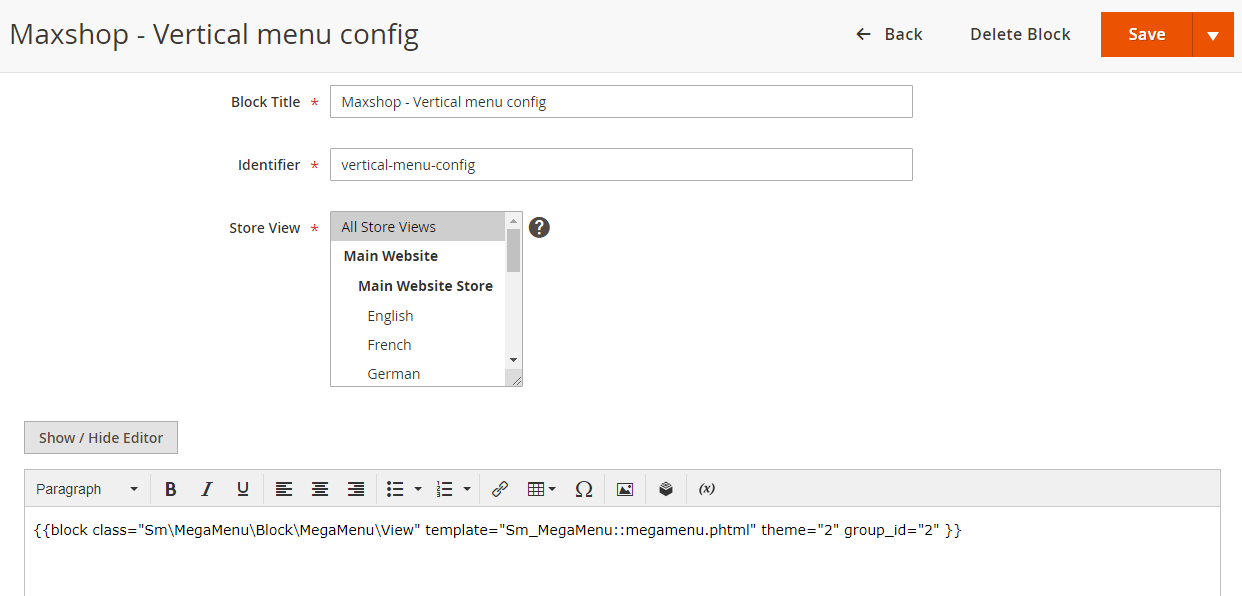 Maxshop - Vertical menu config
Back
Delete Block
Save
Block Title *
Maxshop - Vertical menu config
Identifier *
vertical-menu-config
Store View *
All Store Views
?
Main Website
Main Website Store
English
French
German
Show / Hide Editor
Paragraph B I U Ω (x)
{{block class="Sm\MegaMenu\Block\MegaMenu\View" template="Sm_MegaMenu::megamenu.phtml" theme="2" group_id="2" }}